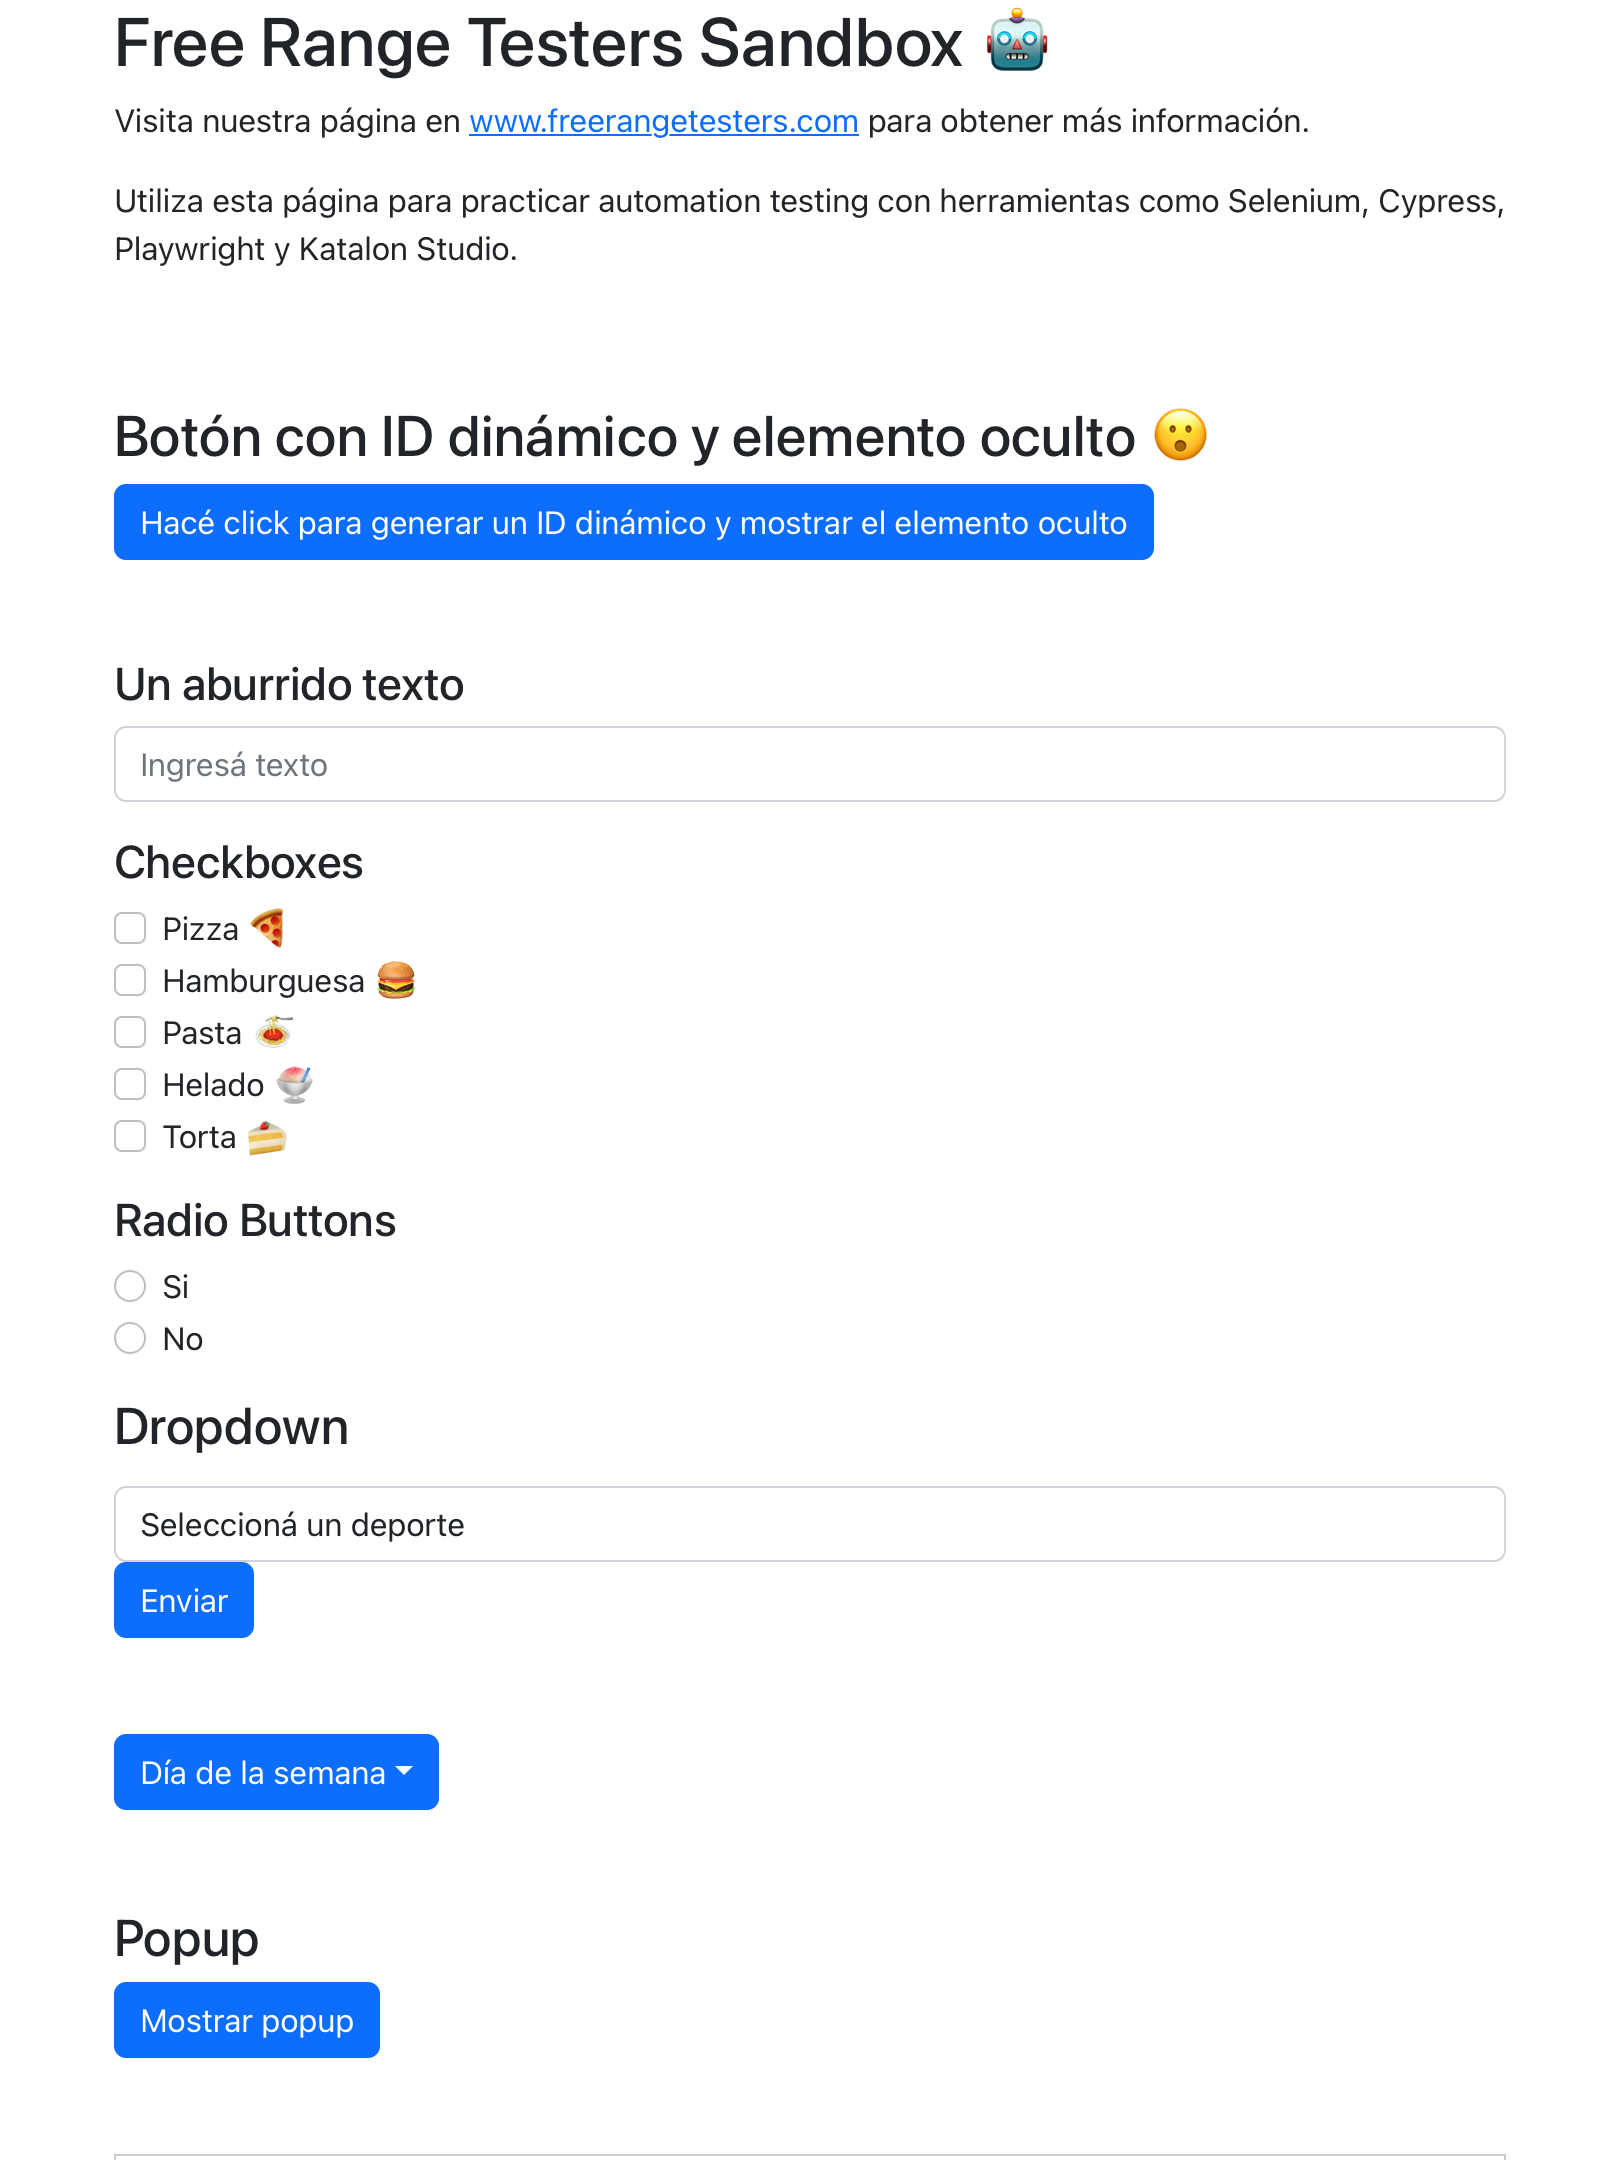 Free Range Testers Sandbox 🤖
Visita nuestra página en www.freerangetesters.com para obtener más información.
Utiliza esta página para practicar automation testing con herramientas como Selenium, Cypress,
Playwright y Katalon Studio.
Botón con ID dinámico y elemento oculto 😮
Hacé click para generar un ID dinámico y mostrar el elemento oculto
Un aburrido texto
Ingresá texto
Checkboxes
Pizza 🍕
Hamburguesa 🍔
Pasta 🍝
Helado 🍧
Torta 🍰
Radio Buttons
Si
No
Dropdown
Seleccioná un deporte
Enviar
Día de la semana
Popup
Mostrar popup